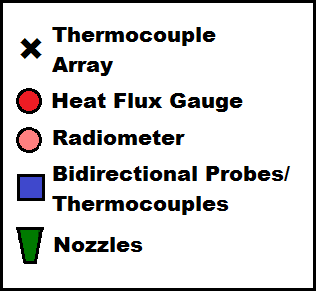 Thermocouple
Array
Heat Flux Gauge
Radiometer
Bidirectional Probes/
Thermocouples
Nozzles